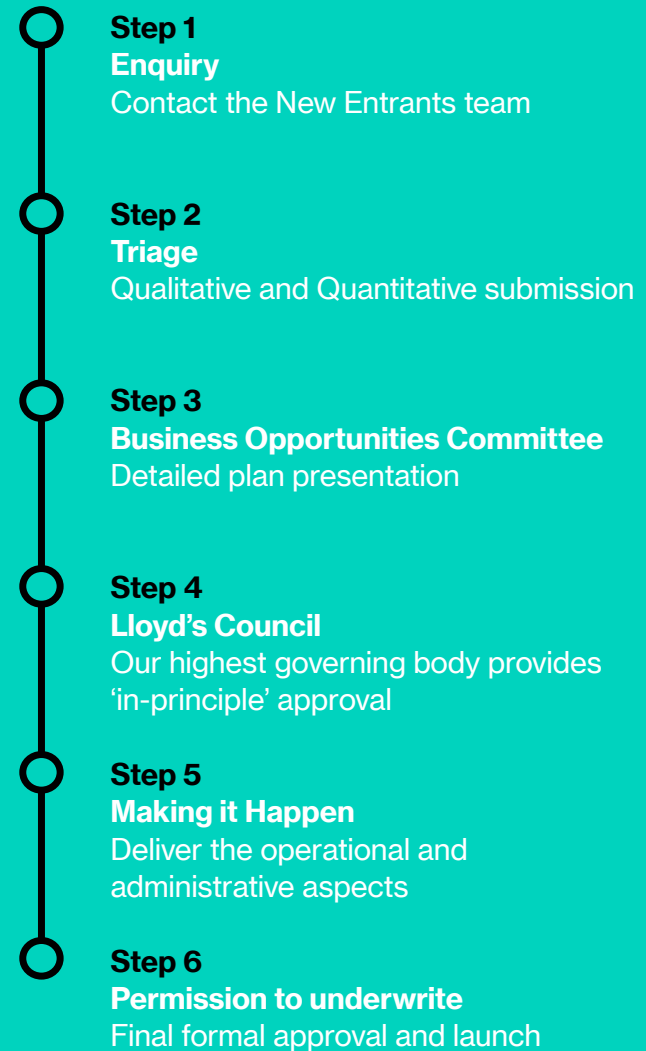 Step 1
Enquiry
Contact the New Entrants team
Step 2
Triage
Qualitative and Quantitative submission
Step 3
Business Opportunities Committee
Detailed plan presentation
Step 4
Lloyd’s Council
Our highest governing body provides
‘in-principle’ approval
Step 5
Making it Happen
Deliver the operational and
administrative aspects
Step 6
Permission to underwrite
Final formal approval and launch